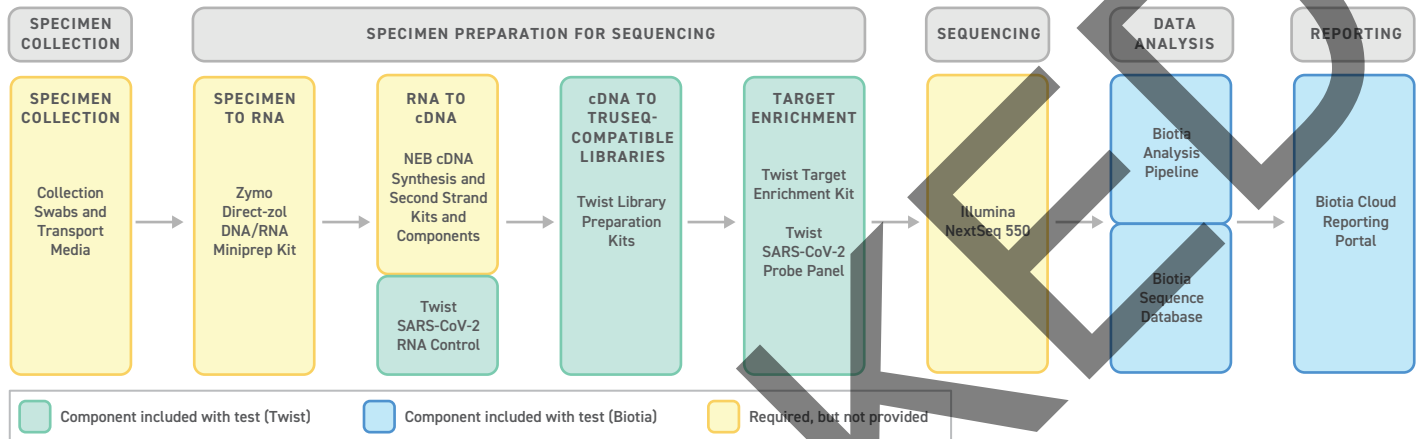 SPECIMEN
COLLECTION
SPECIMEN PREPARATION FOR SEQUENCING
SEQUENCING
DATA
ANALYSIS
REPORTING
SPECIMEN
COLLECTION
Collection
Swabs and
Transport
Media
SPECIMEN
TO RNA
Zymo
Direct-zol
DNA/RNA
Miniprep Kit
RNA TO
cDNA
NEB cDNA
Synthesis and
Second Strand
Kits and
Components
Twist
SARS-CoV-2
RNA Control
cDNA TO
TRUSEQ-
COMPATIBLE
LIBRARIES
Twist Library
Preparation
Kits
TARGET
ENRICHMENT
Twist Target
Enrichment Kit
Twist
SARS-CoV-2
Probe Panel
Illumina
NextSeq 550
Biotia
Analysis
Pipeline
Biotia
Sequence
Database
Biotia Cloud
Reporting
Portal
Component included with test (Twist)
Component included with test (Biotia)
Required, but not provided